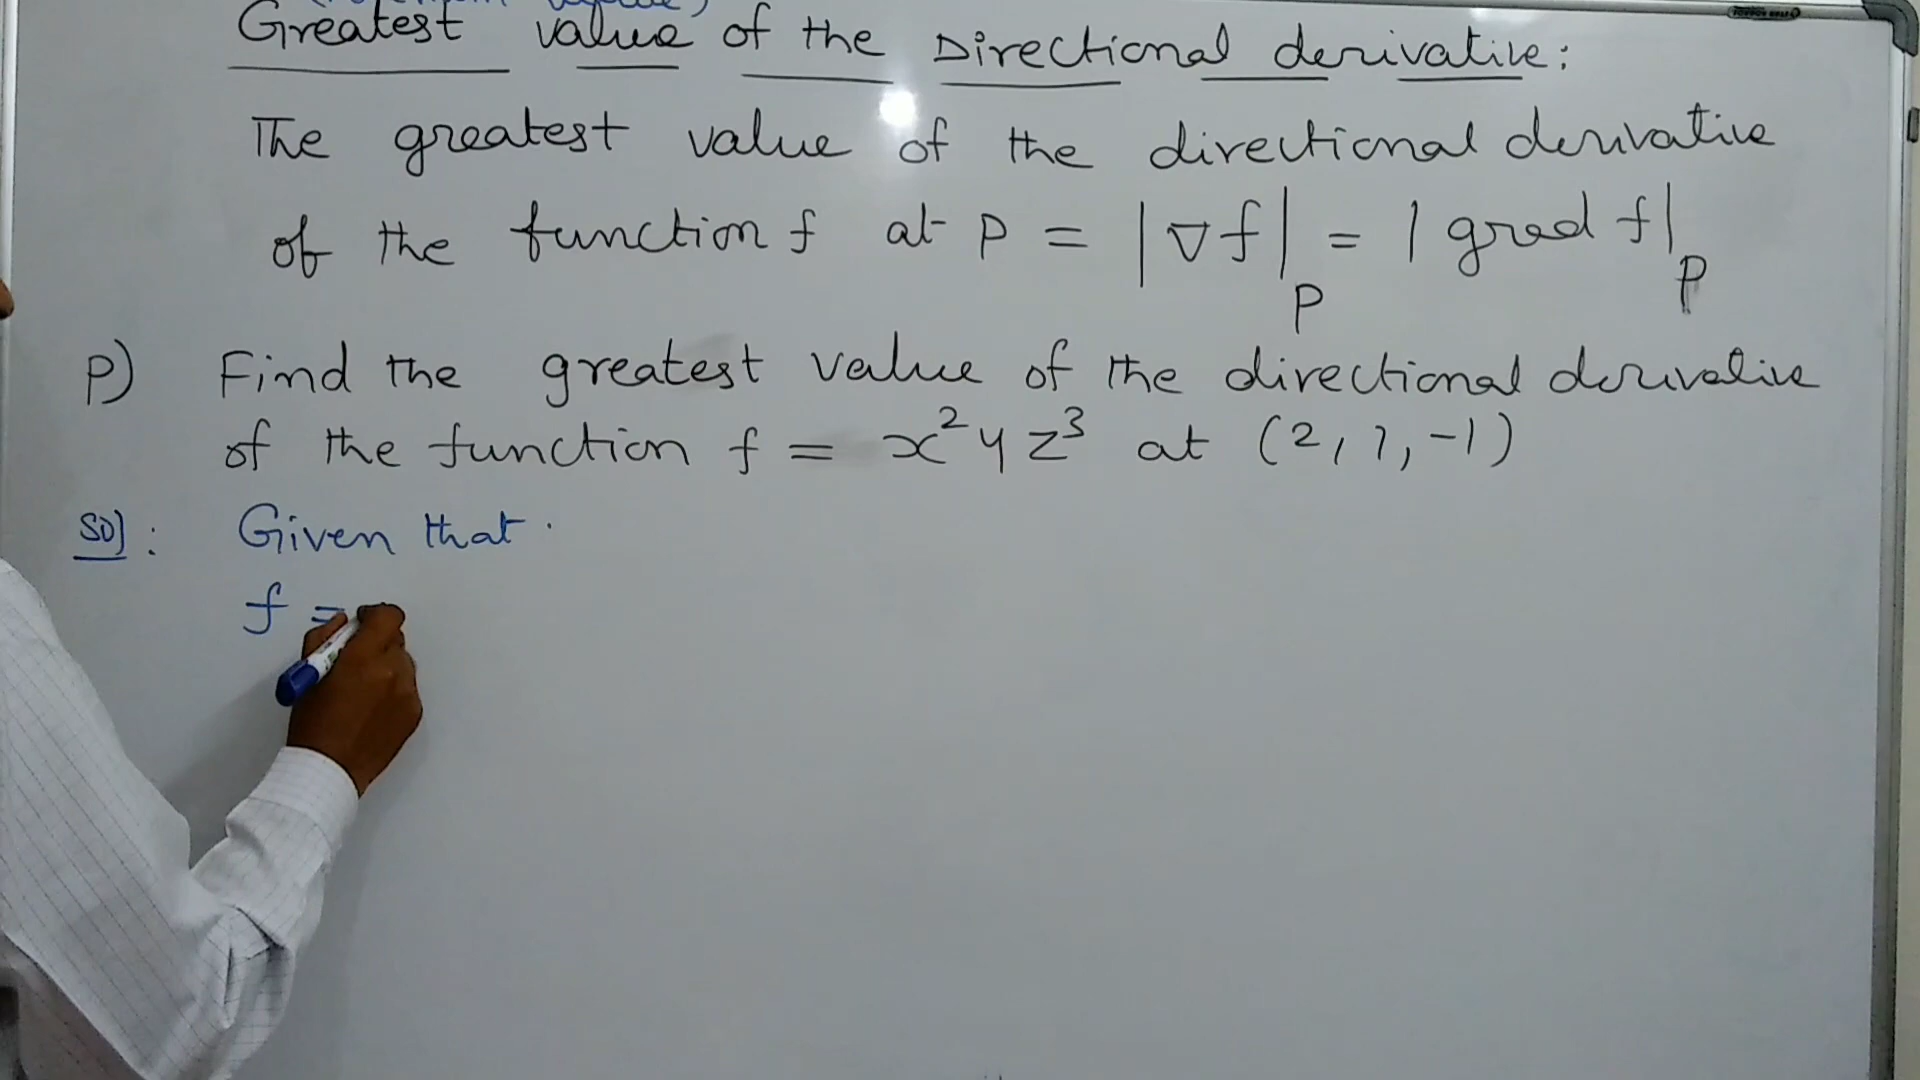 Greatest value of the Directional derivative:
The greatest value of the directional derivative
of the function f at P = |∇f|P = |grad f|P
P) Find the greatest value of the directional derivative
of the function f = x²yz³ at (2, 1, -1)
Sol: Given that
f =